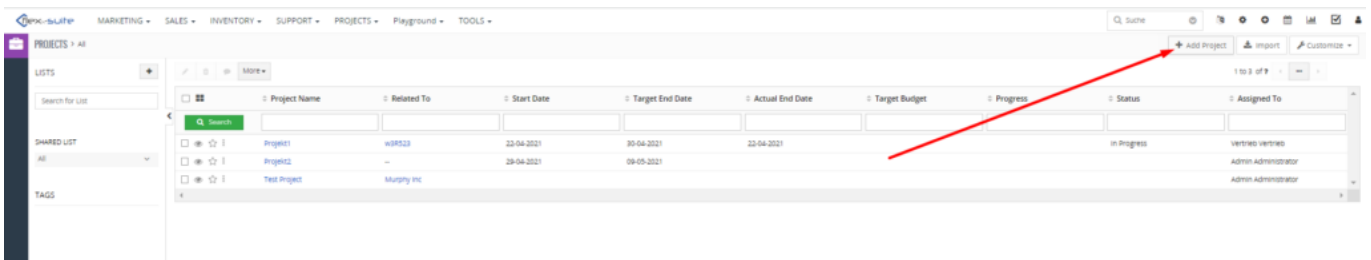 nex-suite MARKETING SALES INVENTORY SUPPORT PROJECTS Playground TOOLS Suche
PROJECTS > All + Add Project Import Customize
LISTS + More 1 to 3 of ?
Search for List Project Name Related To Start Date Target End Date Actual End Date Target Budget Progress Status Assigned To
Search
SHARED LIST Projekt1 w3R523 22-04-2021 30-04-2021 22-04-2021 In Progress Vertrieb Vertrieb
All Projekt2 -- 29-04-2021 09-05-2021 Admin Administrator
Test Project Murphy Inc Admin Administrator
TAGS